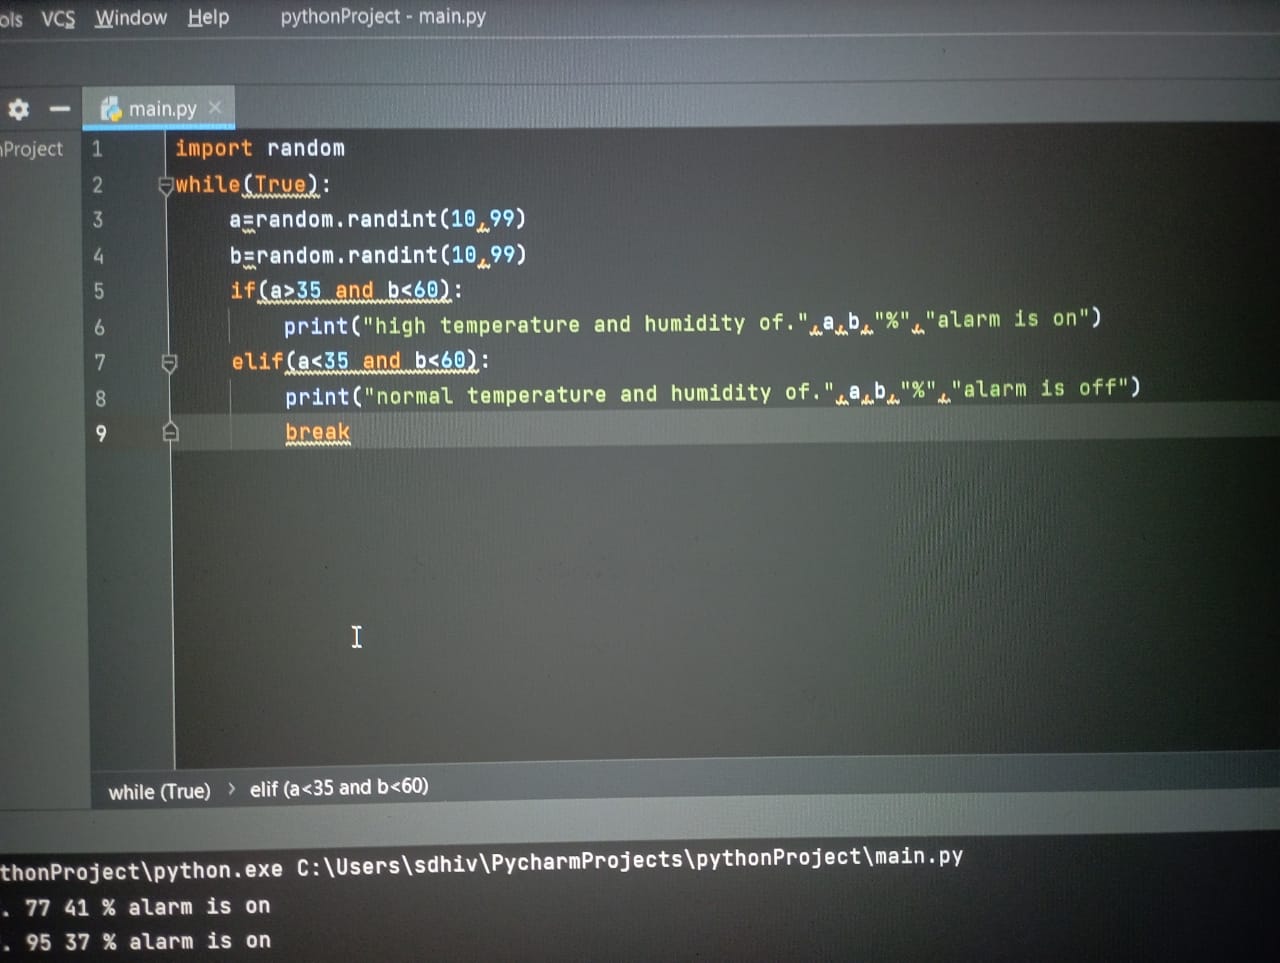 ols VCS Window Help pythonProject - main.py
main.py
nProject
1 import random
2 while(True):
3 a=random.randint(10,99)
4 b=random.randint(10,99)
5 if(a>35 and b<60):
6 print("high temperature and humidity of.",a,b,"%","alarm is on")
7 elif(a<35 and b<60):
8 print("normal temperature and humidity of.",a,b,"%","alarm is off")
9 break
while (True) › elif (a<35 and b<60)
thonProject\python.exe C:\Users\sdhiv\PycharmProjects\pythonProject\main.py
. 77 41 % alarm is on
. 95 37 % alarm is on